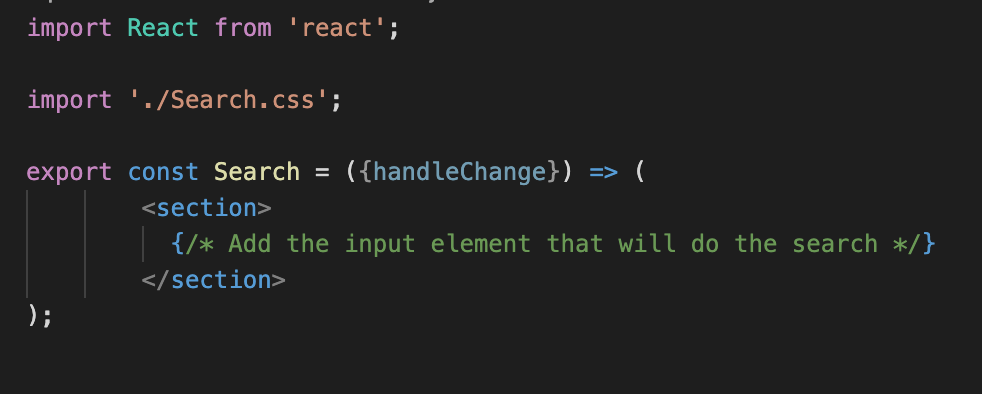 import React from 'react';
import './Search.css';
export const Search = ({handleChange}) => (
<section>
{/* Add the input element that will do the search */}
</section>
);